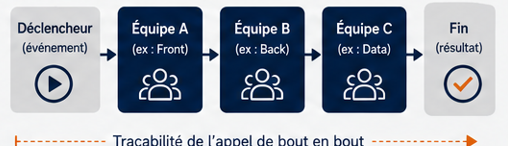 Déclencheur
(événement)
Équipe A
(ex : Front)
Équipe B
(ex : Back)
Équipe C
(ex : Data)
Fin
(résultat)
Tracabilité de l'appel de bout en bout